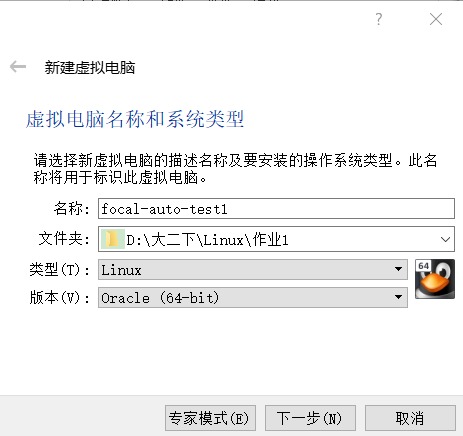 ?
新建虚拟电脑
虚拟电脑名称和系统类型
请选择新虚拟电脑的描述名称及要安装的操作系统类型。此名
称将用于标识此虚拟电脑。
名称: focal-auto-test1
文件夹: D:\大二下\Linux\作业1
类型(T): Linux
64
版本(V): Oracle (64-bit)
专家模式(E) 下一步(N) 取消